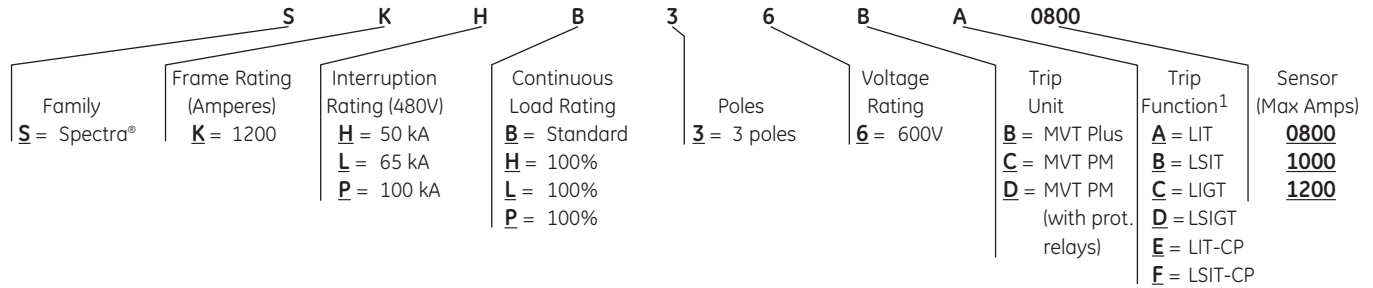 S K H B 3 6 B A 0800
Family
S = Spectra®
Frame Rating
(Amperes)
K = 1200
Interruption
Rating (480V)
H = 50 kA
L = 65 kA
P = 100 kA
Continuous
Load Rating
B = Standard
H = 100%
L = 100%
P = 100%
Poles
3 = 3 poles
Voltage
Rating
6 = 600V
Trip
Unit
B = MVT Plus
C = MVT PM
D = MVT PM
(with prot.
relays)
Trip
Function1
A = LIT
B = LSIT
C = LIGT
D = LSIGT
E = LIT-CP
F = LSIT-CP
Sensor
(Max Amps)
0800
1000
1200